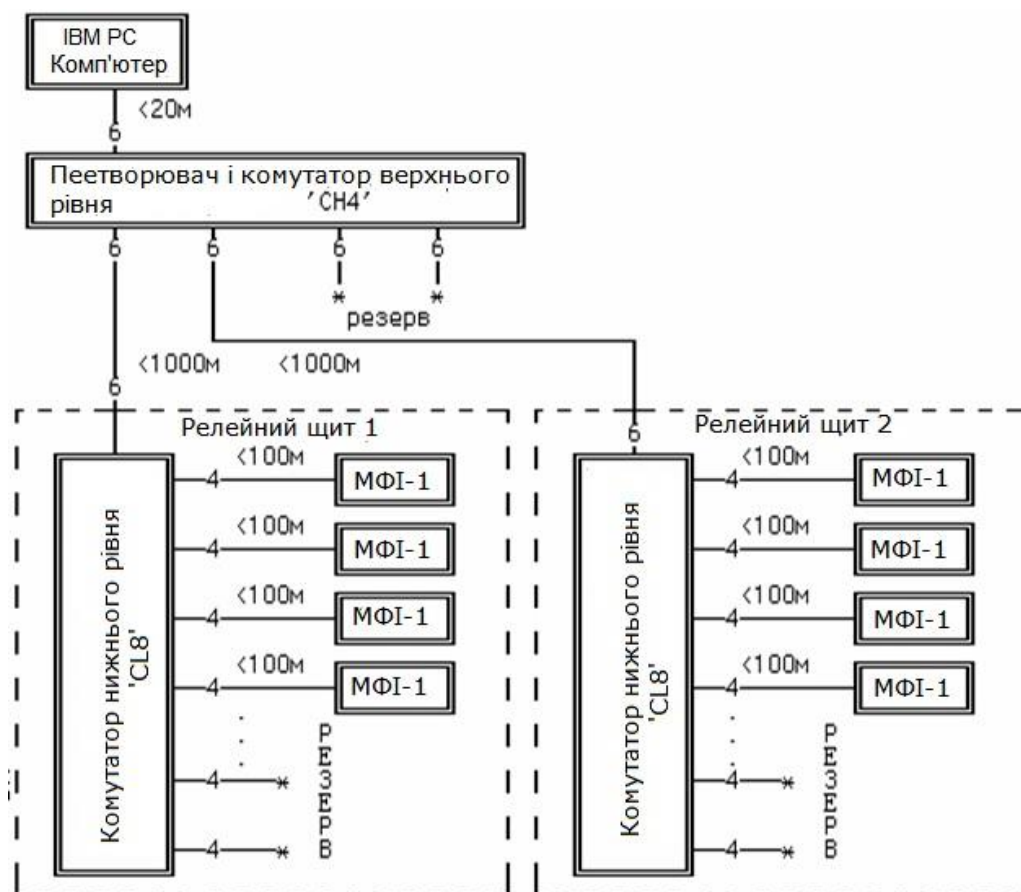 IBM PC
Комп'ютер
<20м
6
Пеетворювач і комутатор верхнього
рівня 'CH4'
6 6 6 6
* *
резерв
<1000м <1000м
6
Релейний щит 1
Комутатор нижнього рівня
'CL8'
4 <100м МФІ-1
4 <100м МФІ-1
4 <100м МФІ-1
4 <100м МФІ-1
4 *
4 *
РЕЗЕРВ
6
Релейний щит 2
Комутатор нижнього рівня
'CL8'
4 <100м МФІ-1
4 <100м МФІ-1
4 <100м МФІ-1
4 <100м МФІ-1
4 *
4 *
РЕЗЕРВ